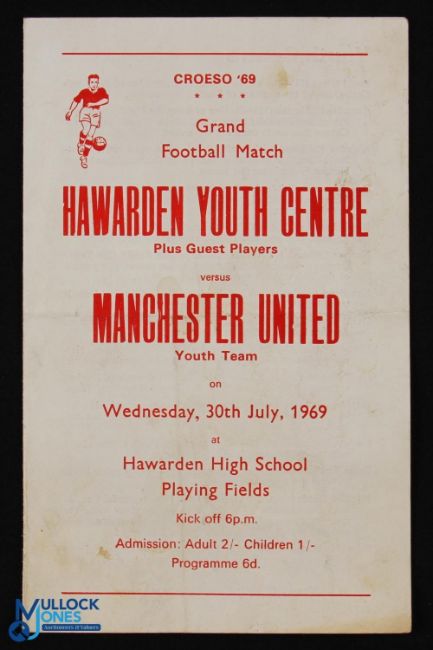 CROESO '69
* * *
Grand
Football Match
HAWARDEN YOUTH CENTRE
Plus Guest Players
versus
MANCHESTER UNITED
Youth Team
on
Wednesday, 30th July, 1969
at
Hawarden High School
Playing Fields
Kick off 6p.m.
Admission: Adult 2/- Children 1/-
Programme 6d.
MULLOCK
JONES
Auctioneers & Valuers